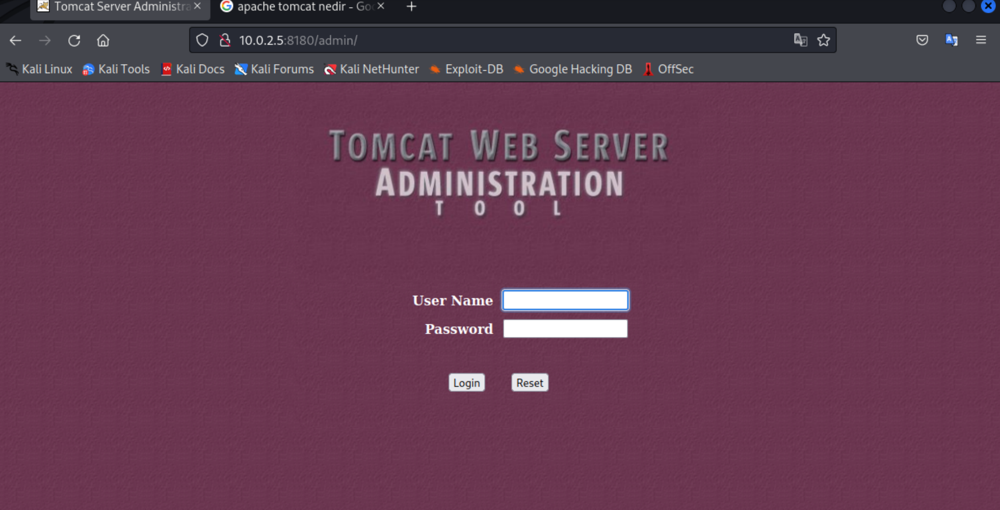 Tomcat Server Administra
apache tomcat nedir - Goo
10.0.2.5:8180/admin/
Kali Linux Kali Tools Kali Docs Kali Forums Kali NetHunter Exploit-DB Google Hacking DB OffSec
TOMCAT WEB SERVER
ADMINISTRATION
TOOL
User Name
Password
Login Reset